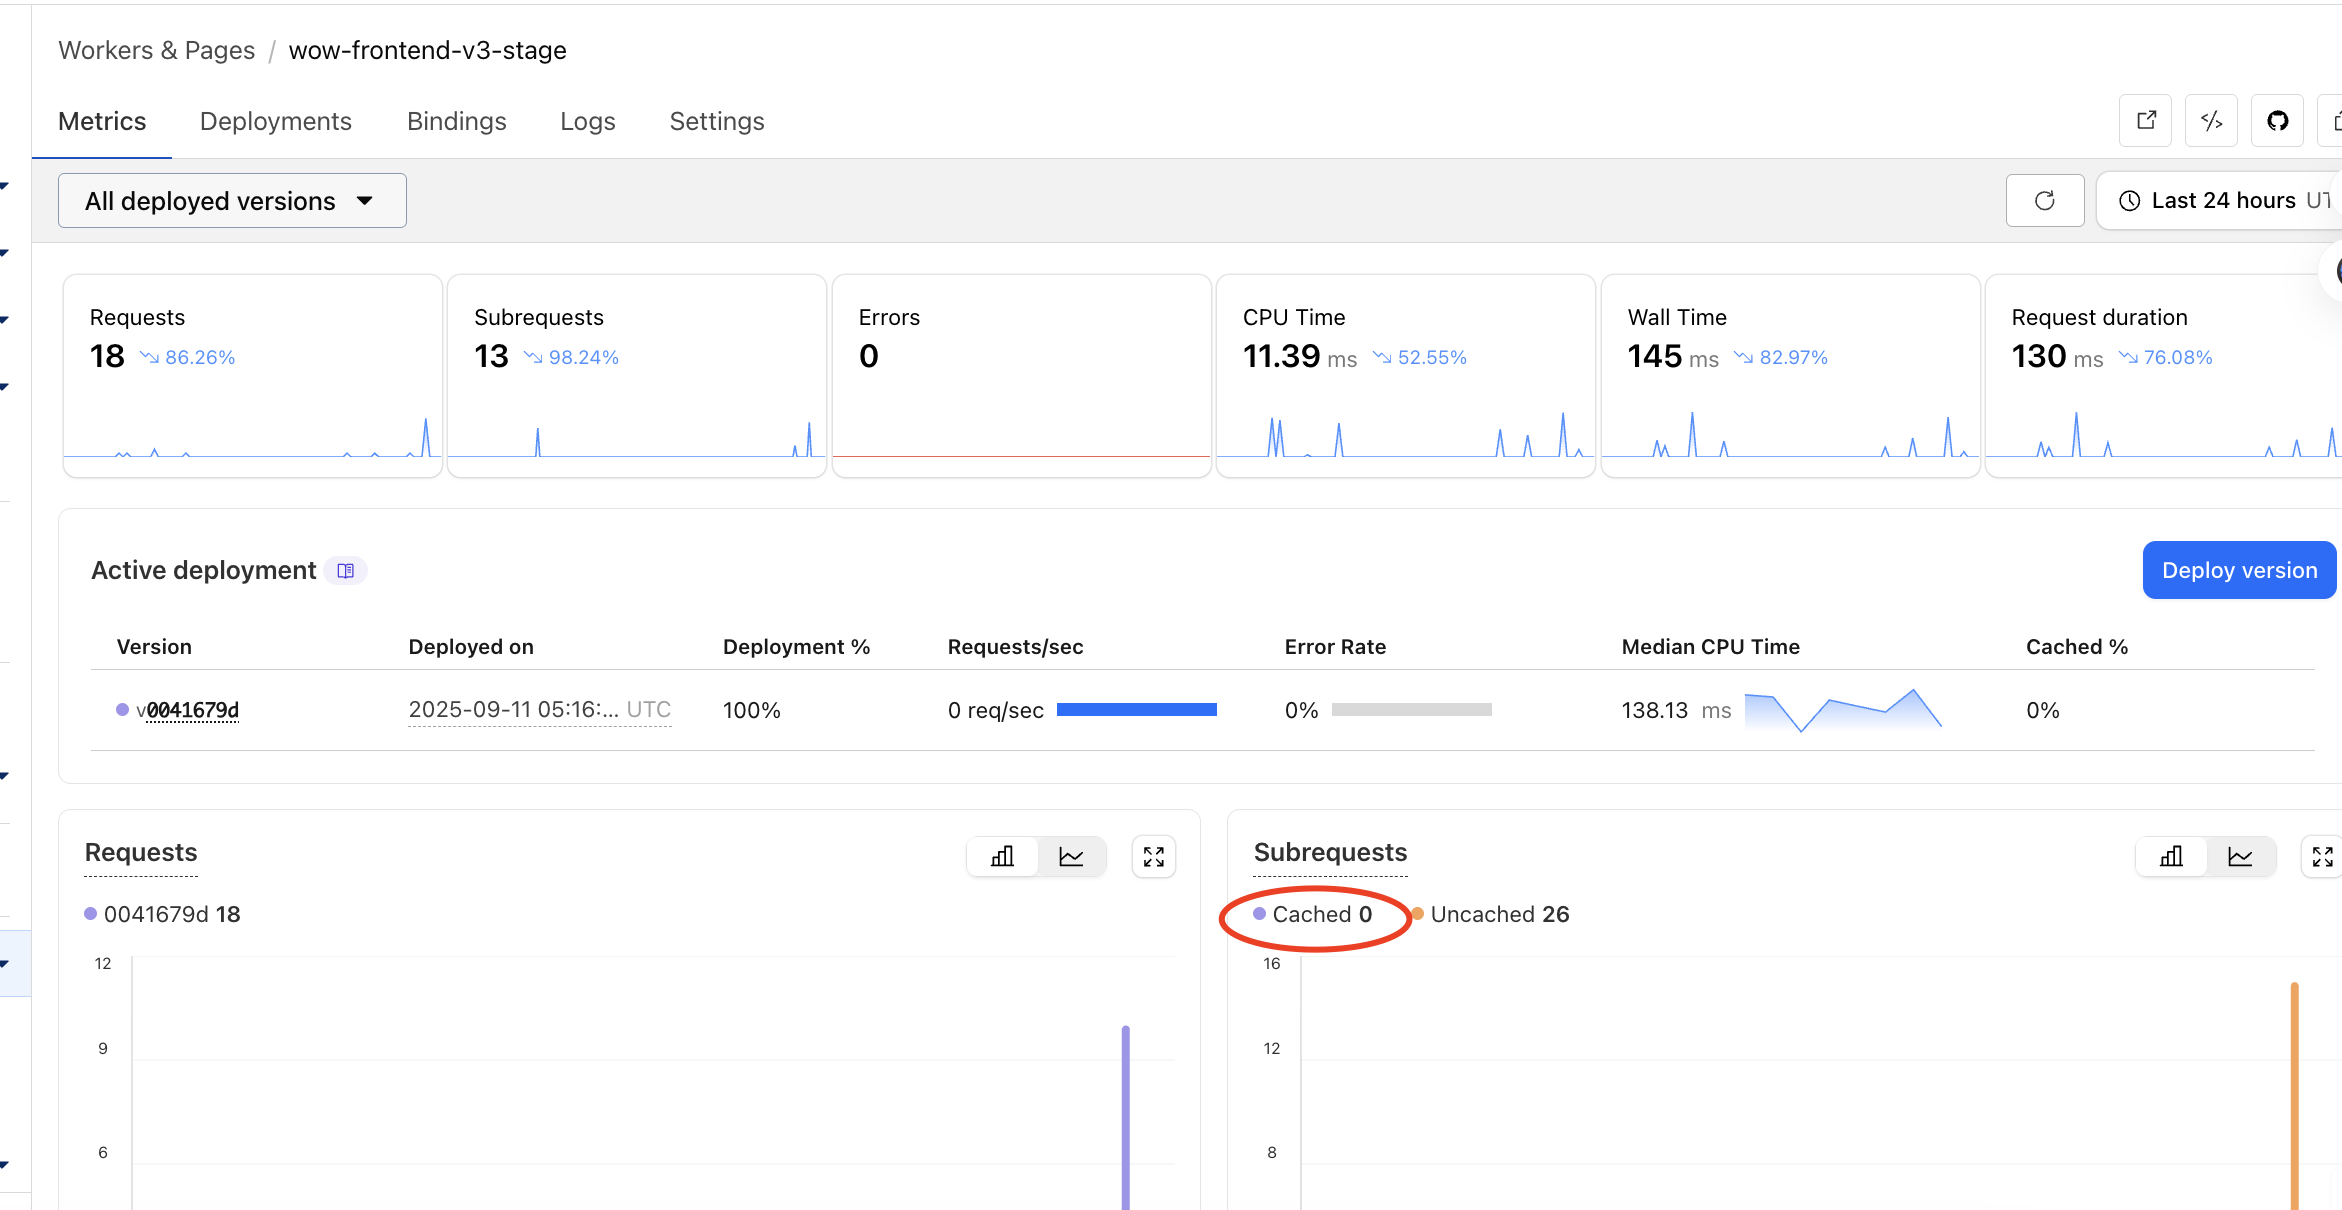 Workers & Pages / wow-frontend-v3-stage
Metrics Deployments Bindings Logs Settings
All deployed versions
Last 24 hours
Requests
18 86.26%
Subrequests
13 98.24%
Errors
0
CPU Time
11.39 ms 52.55%
Wall Time
145 ms 82.97%
Request duration
130 ms 76.08%
Active deployment
Deploy version
Version Deployed on Deployment % Requests/sec Error Rate Median CPU Time Cached %
v0041679d 2025-09-11 05:16:... UTC 100% 0 req/sec 0% 138.13 ms 0%
Requests
0041679d 18
12
9
6
Subrequests
Cached 0 Uncached 26
16
12
8